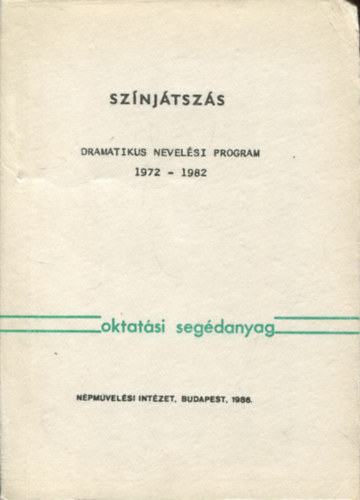 SZÍNJÁTSZÁS
DRAMATIKUS NEVELÉSI PROGRAM
1972 - 1982
oktatási segédanyag
NÉPMŰVELÉSI INTÉZET, BUDAPEST, 1986.